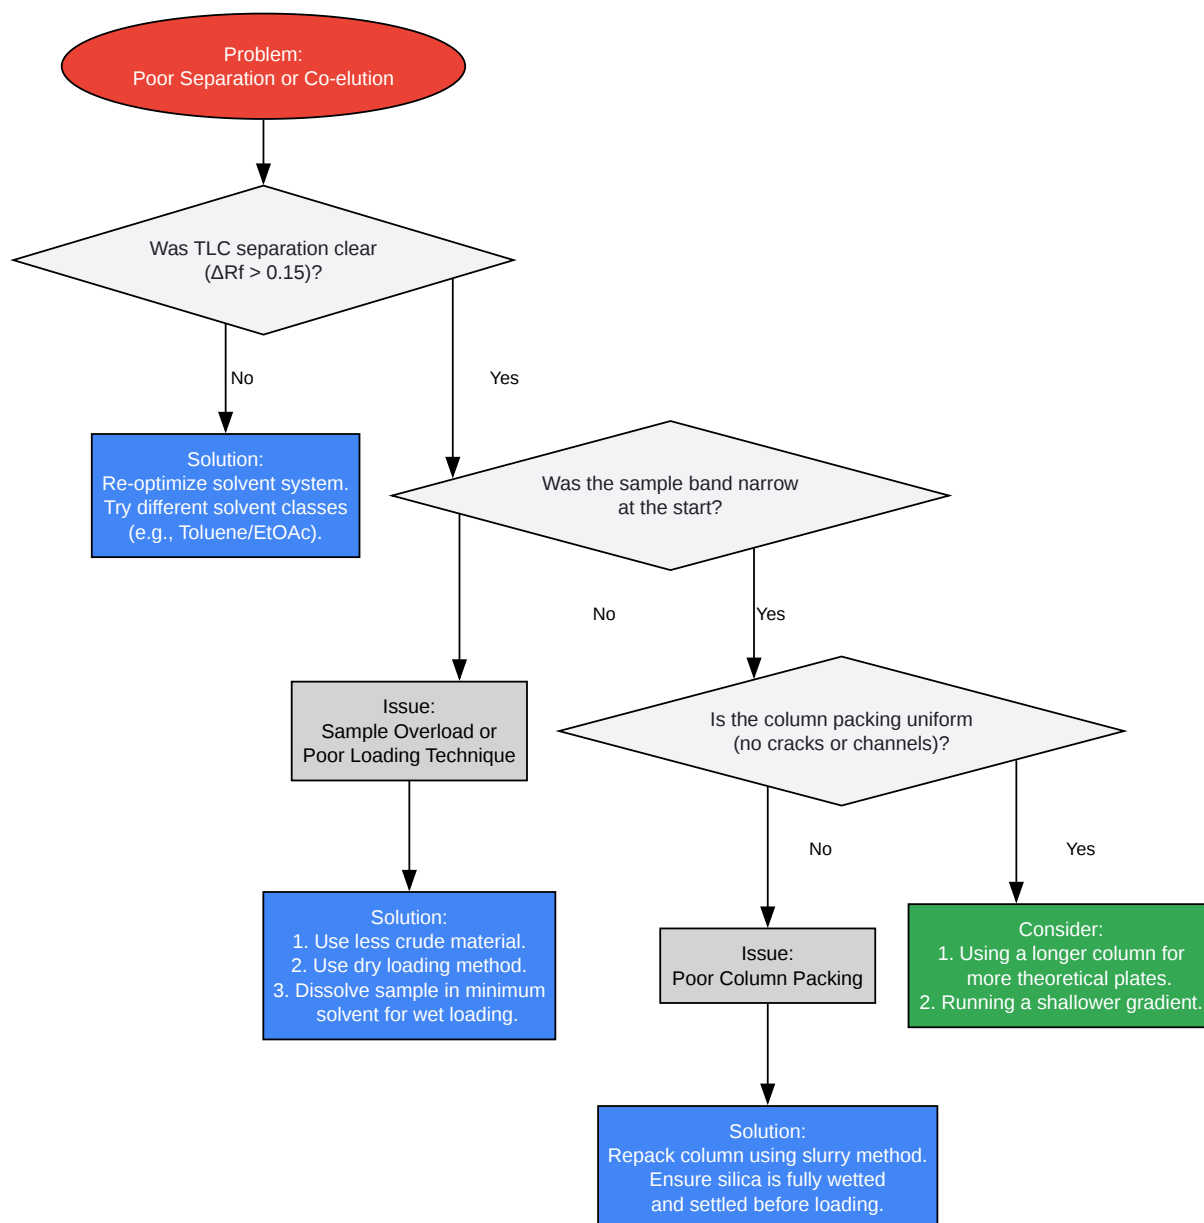 Problem:
Poor Separation or Co-elution
Was TLC separation clear
(ΔRf > 0.15)?
No
Yes
Solution:
Re-optimize solvent system.
Try different solvent classes
(e.g., Toluene/EtOAc).
Was the sample band narrow
at the start?
No
Yes
Issue:
Sample Overload or
Poor Loading Technique
Is the column packing uniform
(no cracks or channels)?
No
Yes
Solution:
1. Use less crude material.
2. Use dry loading method.
3. Dissolve sample in minimum
solvent for wet loading.
Issue:
Poor Column Packing
Consider:
1. Using a longer column for
more theoretical plates.
2. Running a shallower gradient.
Solution:
Repack column using slurry method.
Ensure silica is fully wetted
and settled before loading.